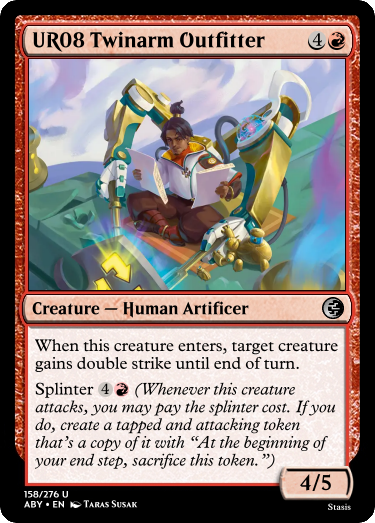 UR08 Twinarm Outfitter 4
Creature — Human Artificer
When this creature enters, target creature
gains double strike until end of turn.
Splinter 4 (Whenever this creature
attacks, you may pay the splinter cost. If you
do, create a tapped and attacking token
that's a copy of it with “At the beginning of
your end step, sacrifice this token.”)
4/5
158/276 U
ABY • EN Taras Susak
Stasis